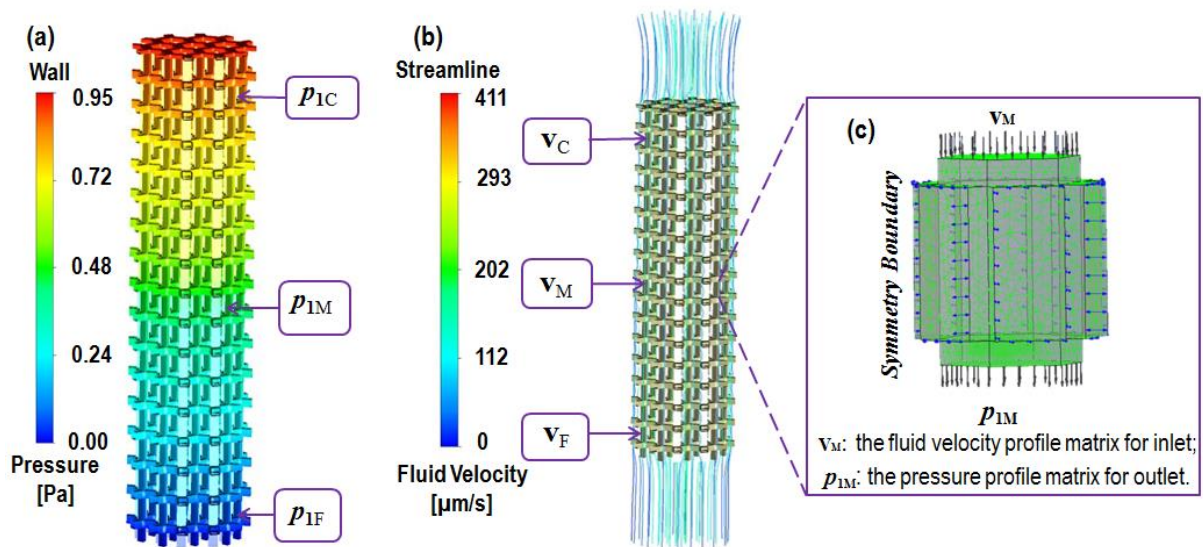 (a)
Wall
0.95
0.72
0.48
0.24
0.00
Pressure
[Pa]
p1C
p1M
p1F
(b)
Streamline
411
293
202
112
0
Fluid Velocity
[µm/s]
vC
vM
vF
(c)
vM
Symmetry Boundary
p1M
vM: the fluid velocity profile matrix for inlet;
p1M: the pressure profile matrix for outlet.